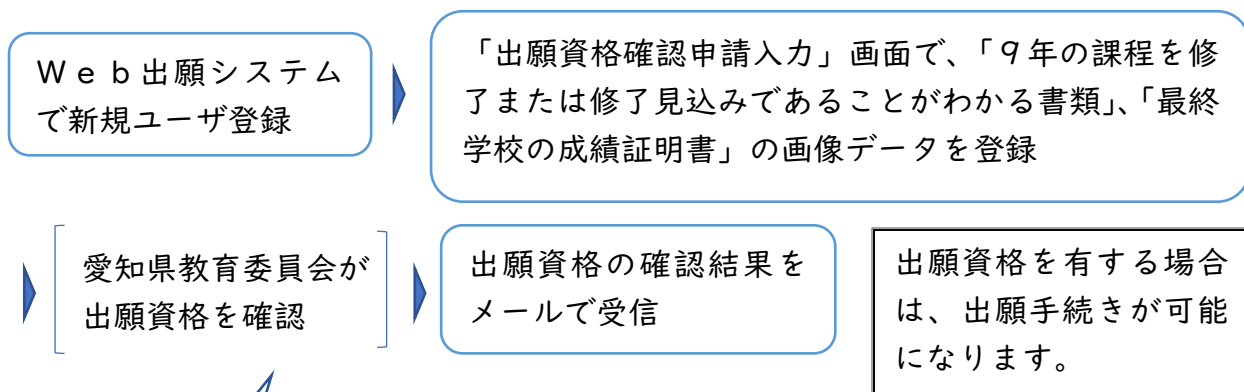 Ｗｅｂ出願システム
で新規ユーザ登録
「出願資格確認申請入力」画面で、「９年の課程を修
了または修了見込みであることがわかる書類」、「最終
学校の成績証明書」の画像データを登録
愛知県教育委員会が
出願資格を確認
出願資格の確認結果を
メールで受信
出願資格を有する場合
は、出願手続きが可能
になります。